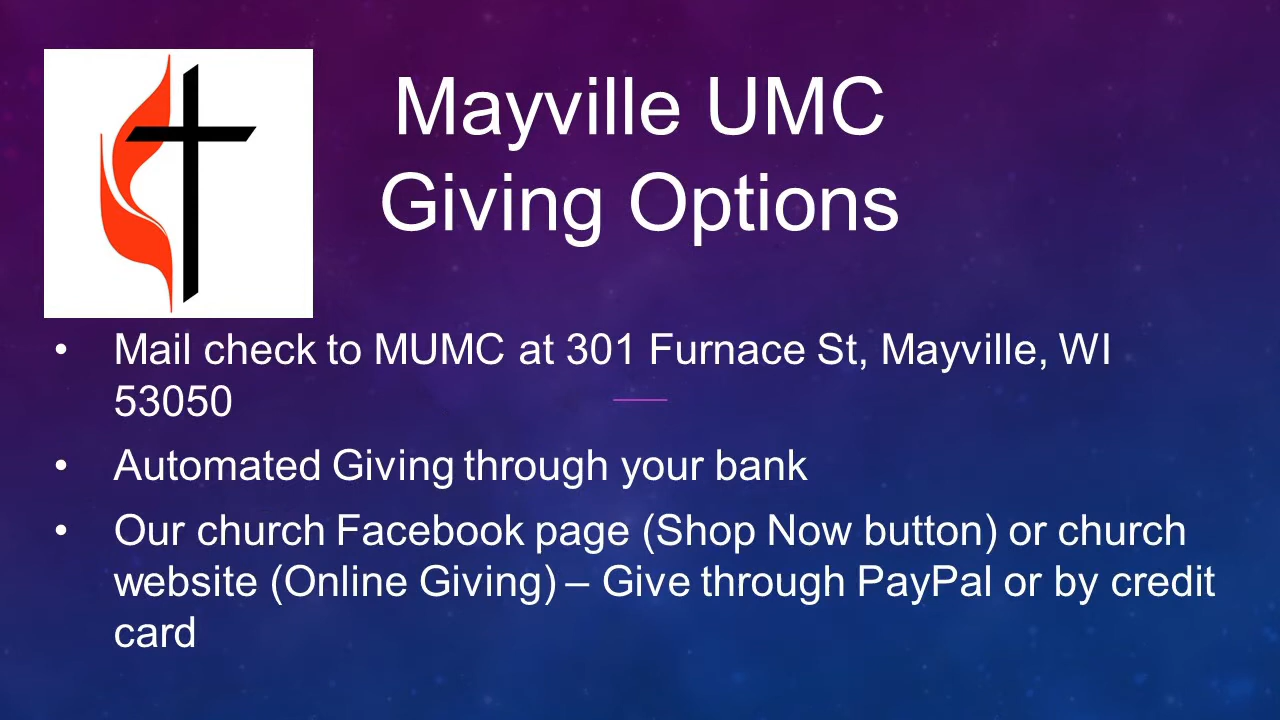 Mayville UMC
Giving Options
• Mail check to MUMC at 301 Furnace St, Mayville, WI
53050
• Automated Giving through your bank
• Our church Facebook page (Shop Now button) or church
website (Online Giving) – Give through PayPal or by credit
card